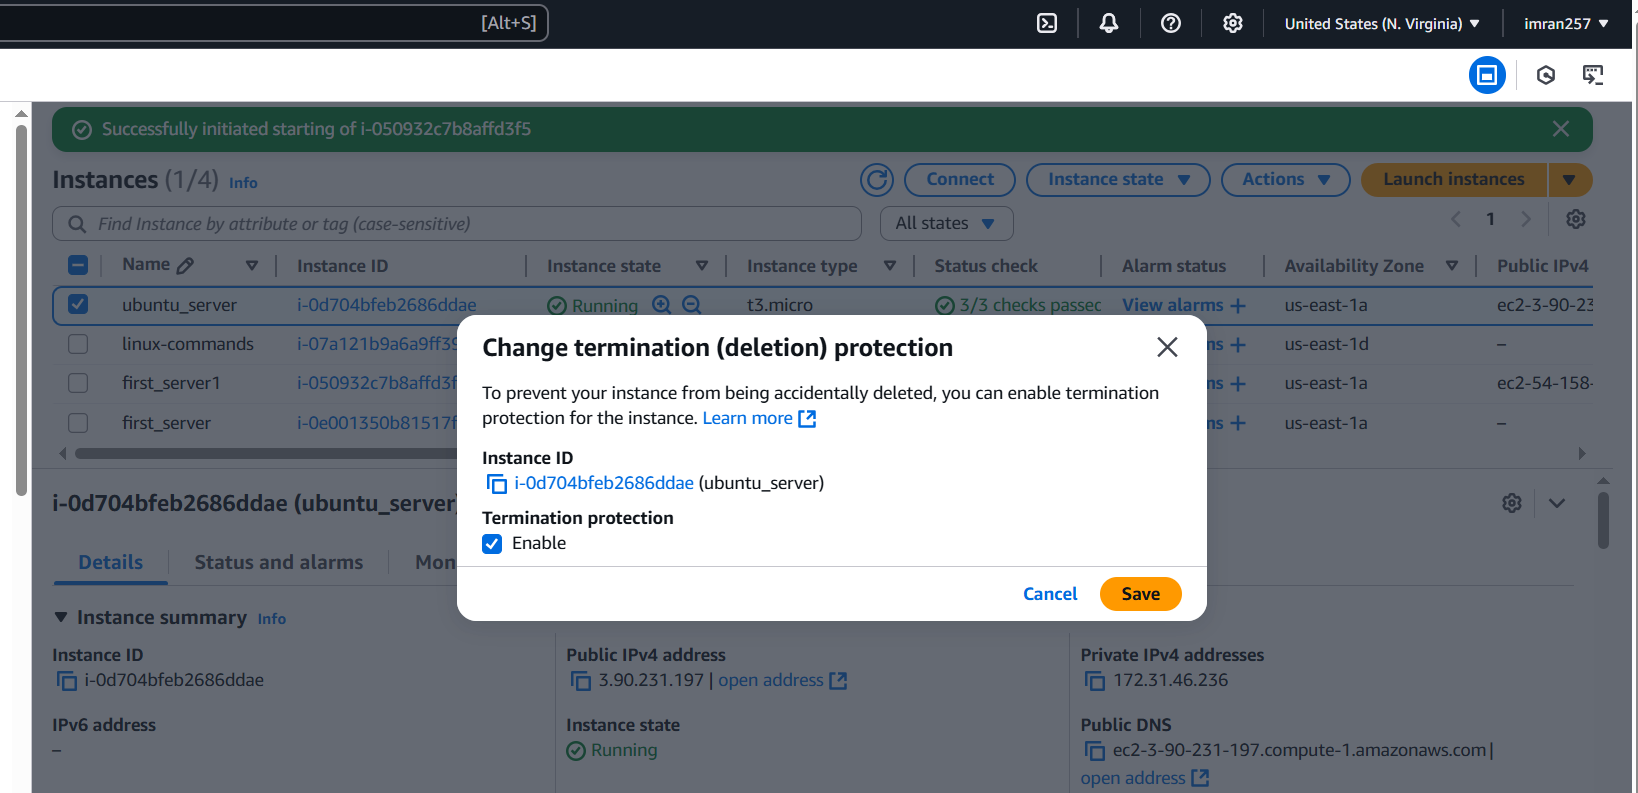 [Alt+S]
United States (N. Virginia)
imran257
Successfully initiated starting of i-050932c7b8affd3f5
Instances (1/4) Info
Connect
Instance state
Actions
Launch instances
Find Instance by attribute or tag (case-sensitive)
All states
1
Name Instance ID Instance state Instance type Status check Alarm status Availability Zone Public IPv4
ubuntu_server i-0d704bfeb2686ddae Running t3.micro 3/3 checks passec View alarms + us-east-1a ec2-3-90-23
linux-commands i-07a121b9a6a9ff39 ns + us-east-1d –
first_server1 i-050932c7b8affd3f ns + us-east-1a ec2-54-158-
first_server i-0e001350b81517f ns + us-east-1a –
Change termination (deletion) protection
To prevent your instance from being accidentally deleted, you can enable termination
protection for the instance. Learn more
Instance ID
i-0d704bfeb2686ddae (ubuntu_server)
Termination protection
Enable
Cancel
Save
i-0d704bfeb2686ddae (ubuntu_server)
Details
Status and alarms
Mon
Instance summary Info
Instance ID
i-0d704bfeb2686ddae
Public IPv4 address
3.90.231.197 | open address
Private IPv4 addresses
172.31.46.236
IPv6 address
–
Instance state
Running
Public DNS
ec2-3-90-231-197.compute-1.amazonaws.com |
open address